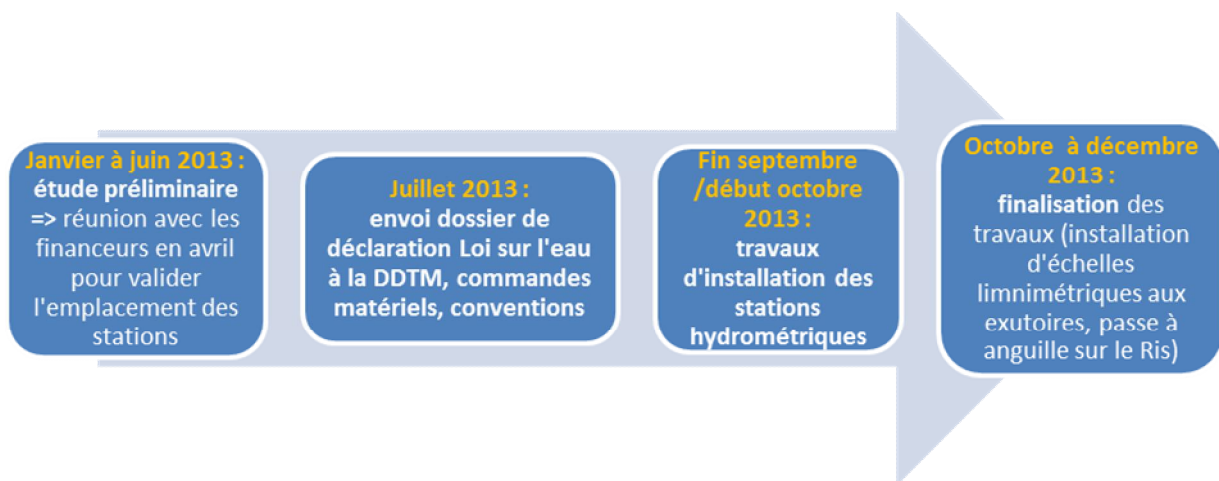 Janvier à juin 2013 :
étude préliminaire
=> réunion avec les
financeurs en avril
pour valider
l'emplacement des
stations
Juillet 2013 :
envoi dossier de
déclaration Loi sur l'eau
à la DDTM, commandes
matériels, conventions
Fin septembre
/début octobre
2013 :
travaux
d'installation des
stations
hydrométriques
Octobre à décembre
2013 :
finalisation des
travaux (installation
d'échelles
limnimétriques aux
exutoires, passe à
anguille sur le Ris)